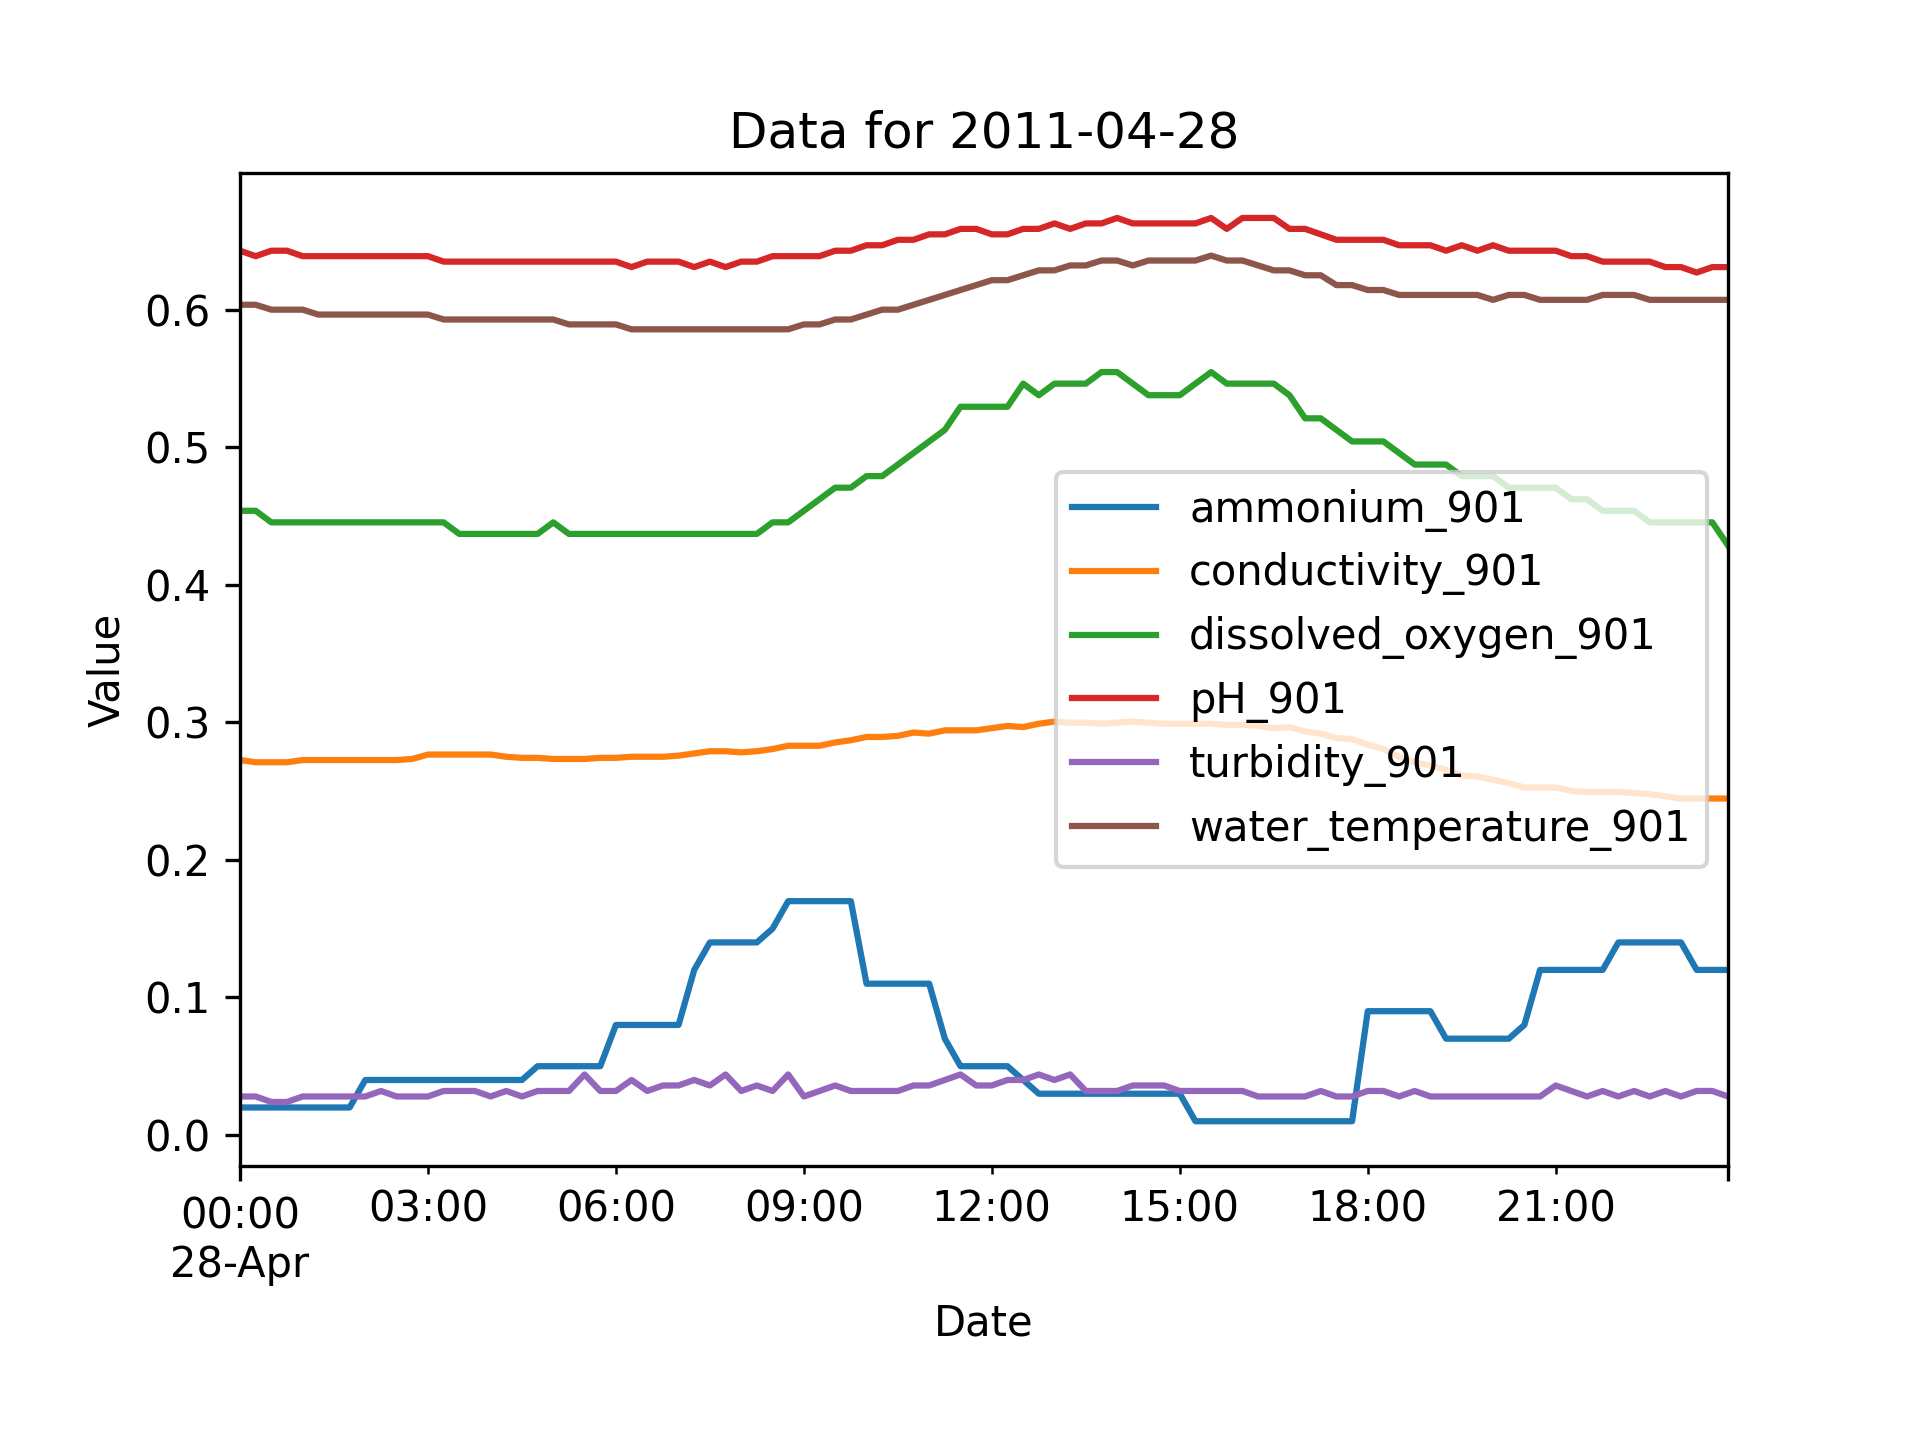 Data for 2011-04-28
Value
0.6
0.5
0.4
0.3
0.2
0.1
0.0
ammonium_901
conductivity_901
dissolved_oxygen_901
pH_901
turbidity_901
water_temperature_901
00:00 03:00 06:00 09:00 12:00 15:00 18:00 21:00
28-Apr
Date